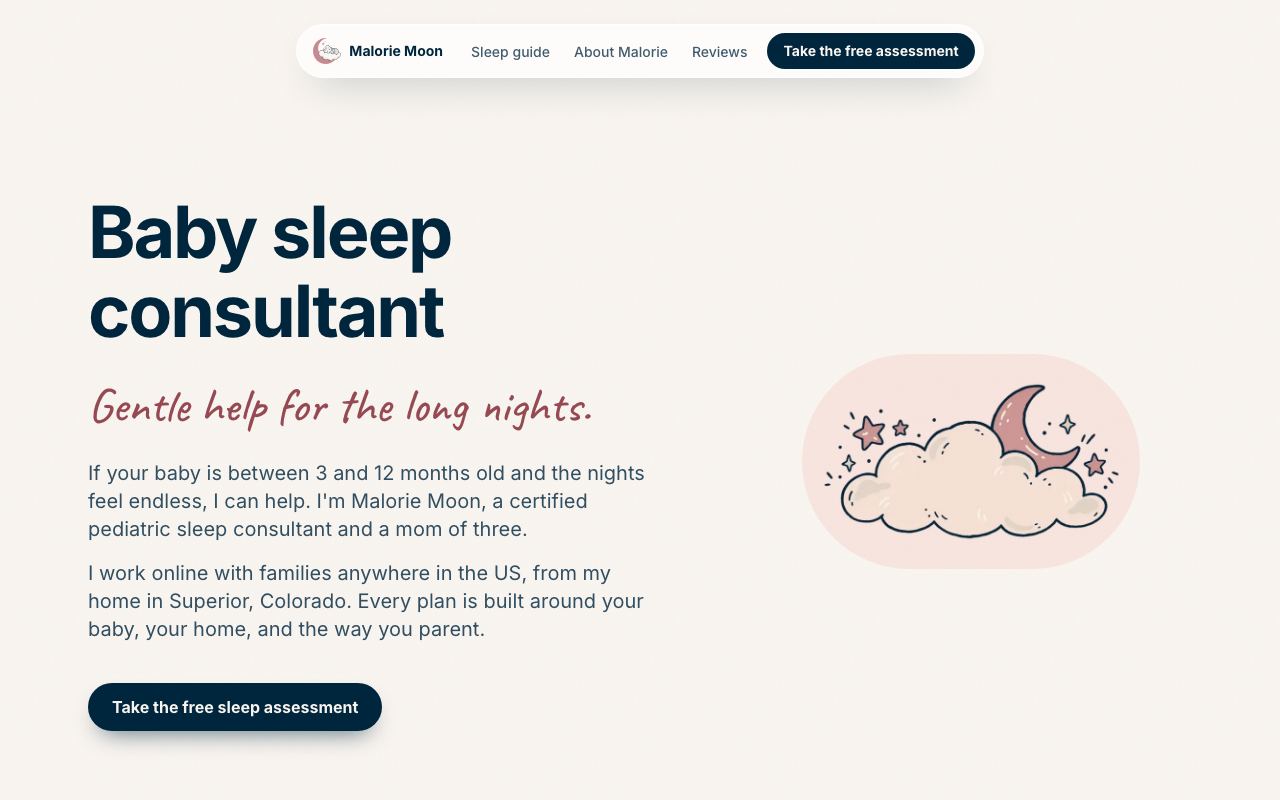 Malorie Moon
Sleep guide
About Malorie
Reviews
Take the free assessment
Baby sleep
consultant
Gentle help for the long nights.
If your baby is between 3 and 12 months old and the nights
feel endless, I can help. I'm Malorie Moon, a certified
pediatric sleep consultant and a mom of three.
I work online with families anywhere in the US, from my
home in Superior, Colorado. Every plan is built around your
baby, your home, and the way you parent.
Take the free sleep assessment